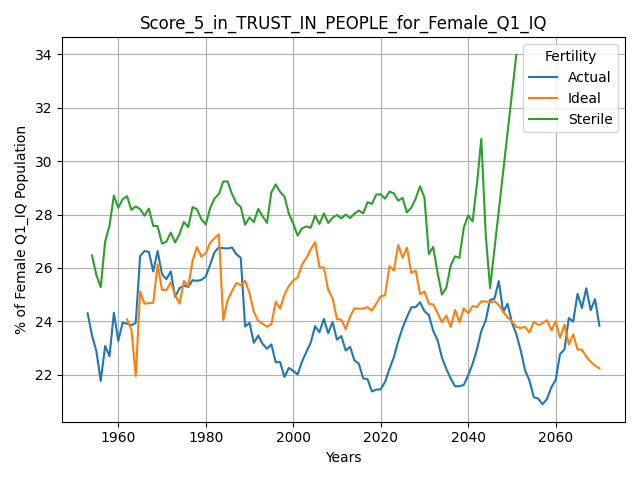 Score_5_in_TRUST_IN_PEOPLE_for_Female_Q1_IQ
Fertility
Actual
Ideal
Sterile
% of Female Q1_IQ Population
34
32
30
28
26
24
22
1960
1980
2000
2020
2040
2060
Years